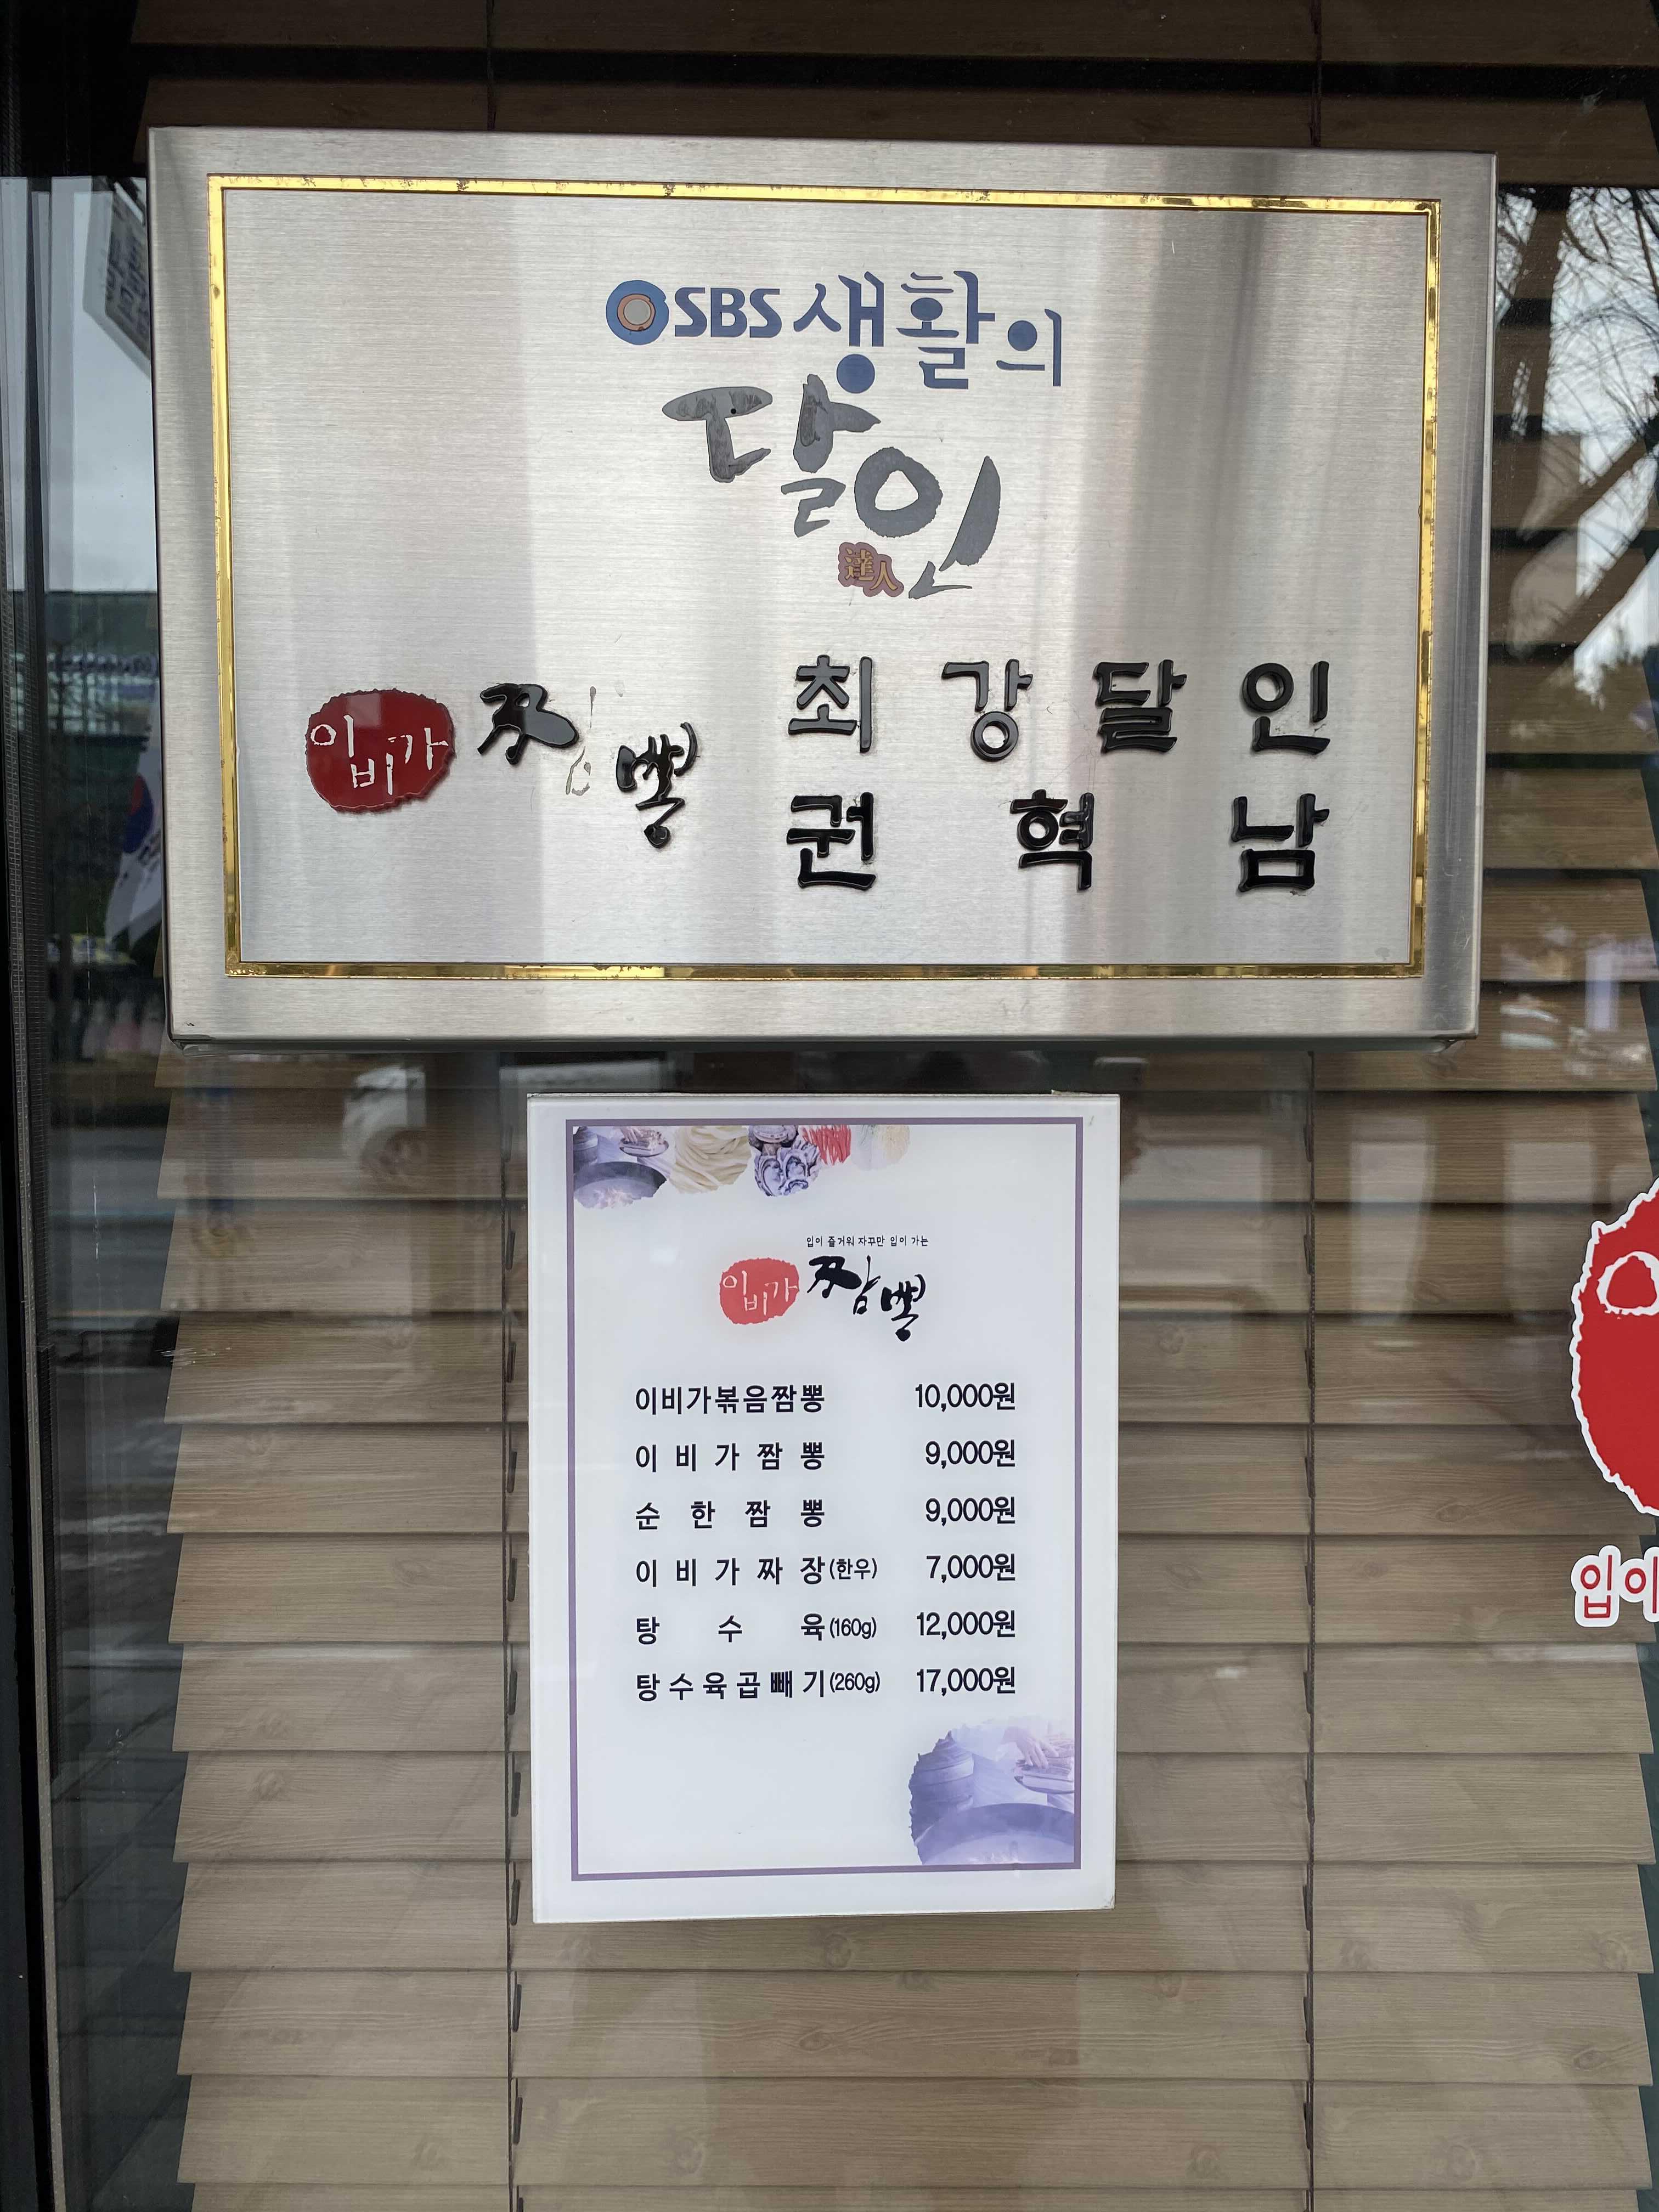 SBS 생활의
달인
達人
이비가 짬뽕
최강달인
권혁남
입이 즐거워 자꾸만 입이 가는
이비가 짬뽕
이비가볶음짬뽕 10,000원
이비가짬뽕 9,000원
순한짬뽕 9,000원
이비가짜장(한우) 7,000원
탕수육(160g) 12,000원
탕수육곱빼기(260g) 17,000원
입이